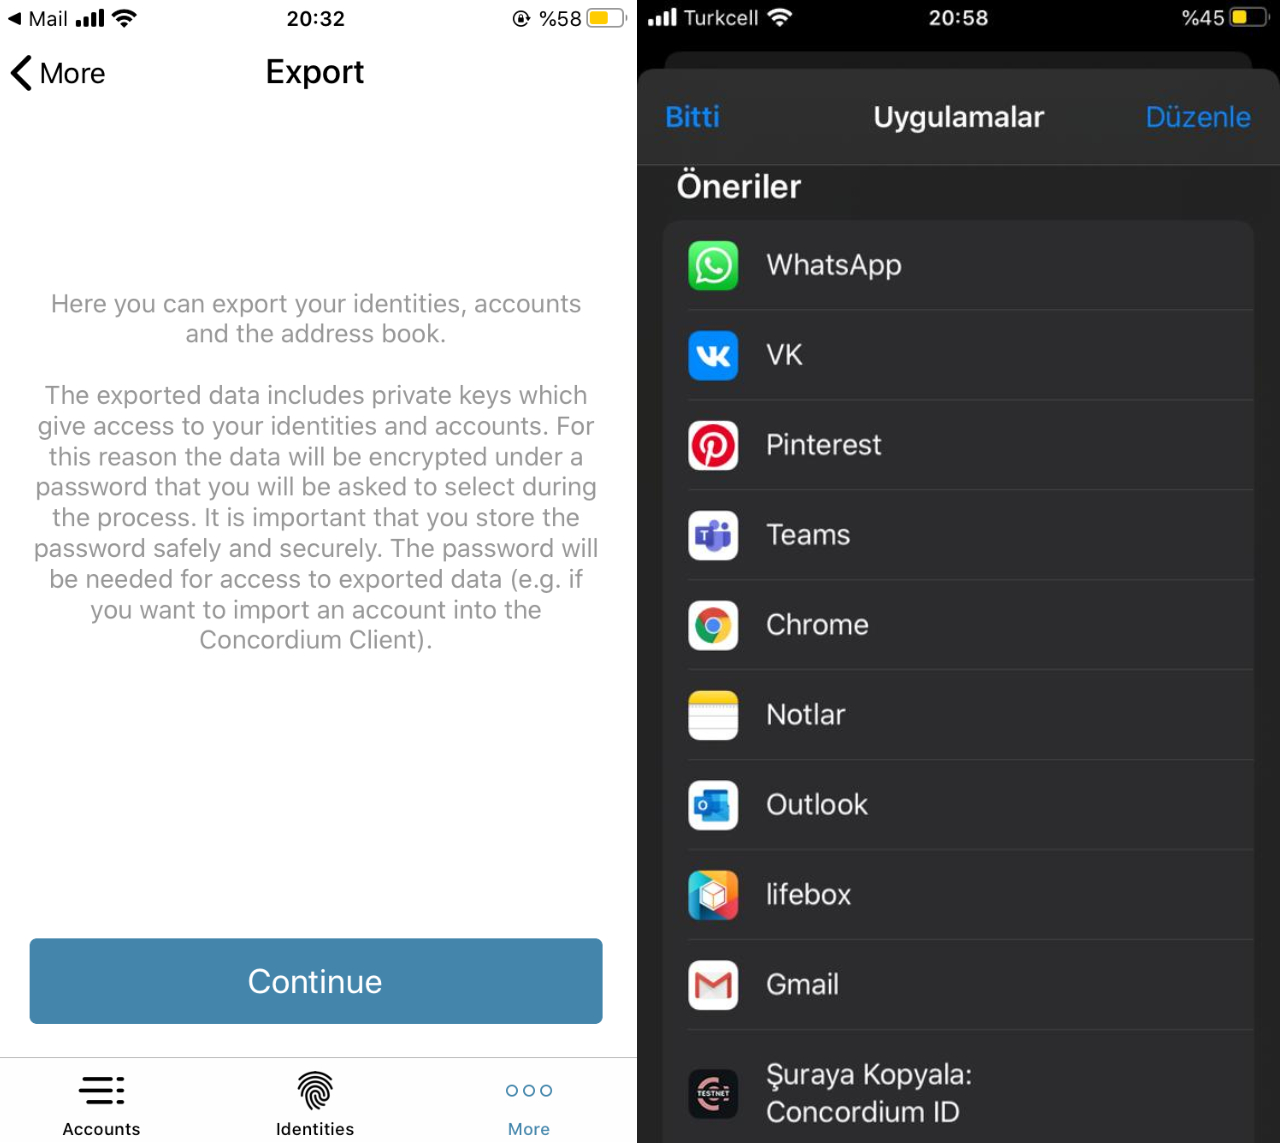 Mail
20:32
%58
More
Export
Here you can export your identities, accounts
and the address book.
The exported data includes private keys which
give access to your identities and accounts. For
this reason the data will be encrypted under a
password that you will be asked to select during
the process. It is important that you store the
password safely and securely. The password will
be needed for access to exported data (e.g. if
you want to import an account into the
Concordium Client).
Continue
Accounts
Identities
More
Turkcell
20:58
%45
Bitti
Uygulamalar
Düzenle
Öneriler
WhatsApp
VK
Pinterest
Teams
Chrome
Notlar
Outlook
lifebox
Gmail
TESTNET
Şuraya Kopyala:
Concordium ID